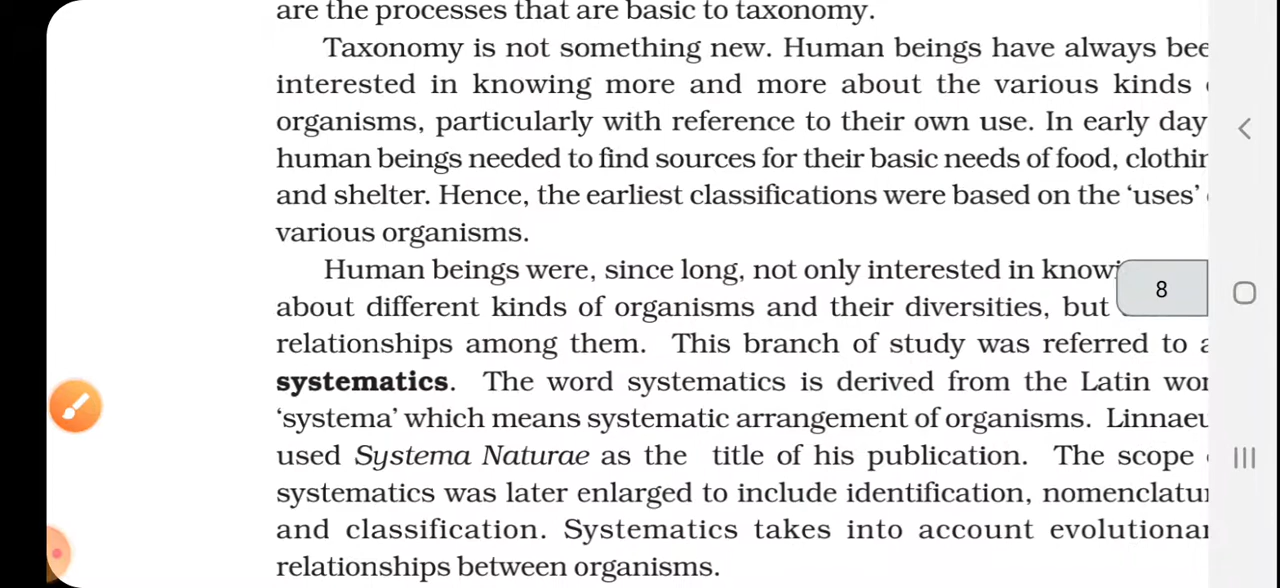 are the processes that are basic to taxonomy.
Taxonomy is not something new. Human beings have always bee
interested in knowing more and more about the various kinds
organisms, particularly with reference to their own use. In early day
human beings needed to find sources for their basic needs of food, clothin
and shelter. Hence, the earliest classifications were based on the ‘uses’
various organisms.
Human beings were, since long, not only interested in knowi
8
about different kinds of organisms and their diversities, but
relationships among them. This branch of study was referred to a
systematics. The word systematics is derived from the Latin wor
‘systema’ which means systematic arrangement of organisms. Linnaeu
used Systema Naturae as the title of his publication. The scope
systematics was later enlarged to include identification, nomenclatur
and classification. Systematics takes into account evolutionar
relationships between organisms.